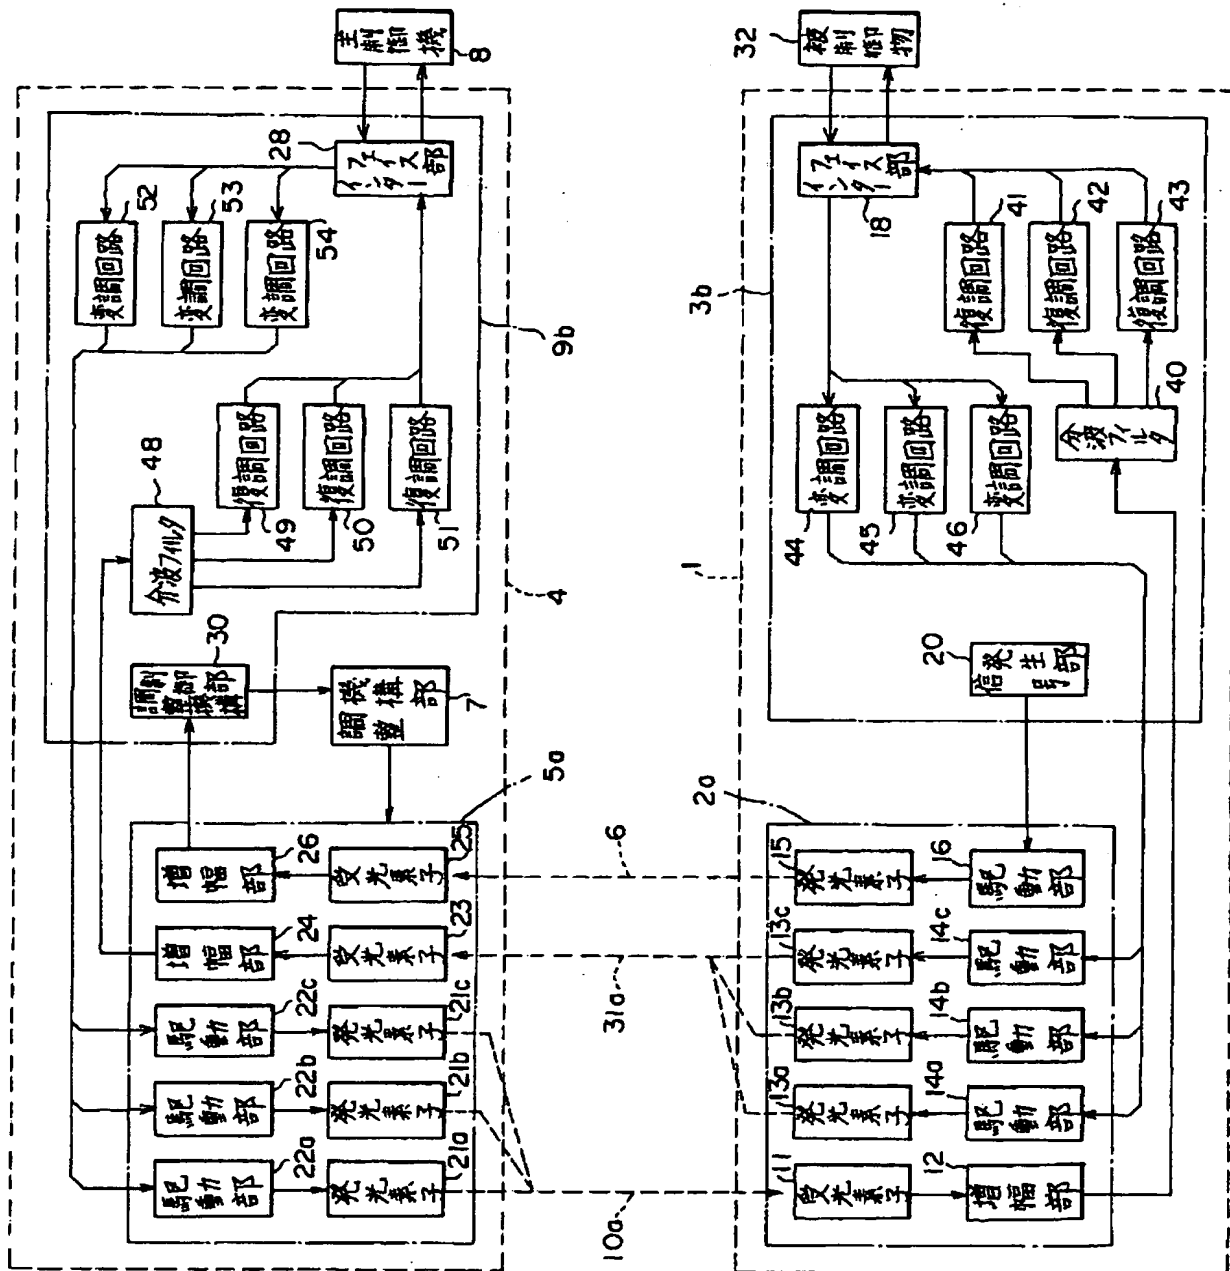 主制御機
8
28
インターフェイス部
変調回路
52
変調回路
53
変調回路
54
9b
48
分波フィルタ
復調回路
49
復調回路
50
復調回路
51
4
30
調整機構制御部
調整機構部
7
5a
増幅部
26
受光素子
25
増幅部
24
受光素子
23
駆動部
22c
発光素子
21c
駆動部
22b
発光素子
21b
駆動部
22a
発光素子
21a
6
31a
10a
32
被制御物
インターフェイス部
18
3b
復調回路
41
復調回路
42
復調回路
43
分波フィルタ
40
変調回路
44
変調回路
45
変調回路
46
1
20
信号発生部
2a
発光素子
15
駆動部
16
発光素子
13c
駆動部
14c
発光素子
13b
駆動部
14b
発光素子
13a
駆動部
14a
受光素子
11
増幅部
12